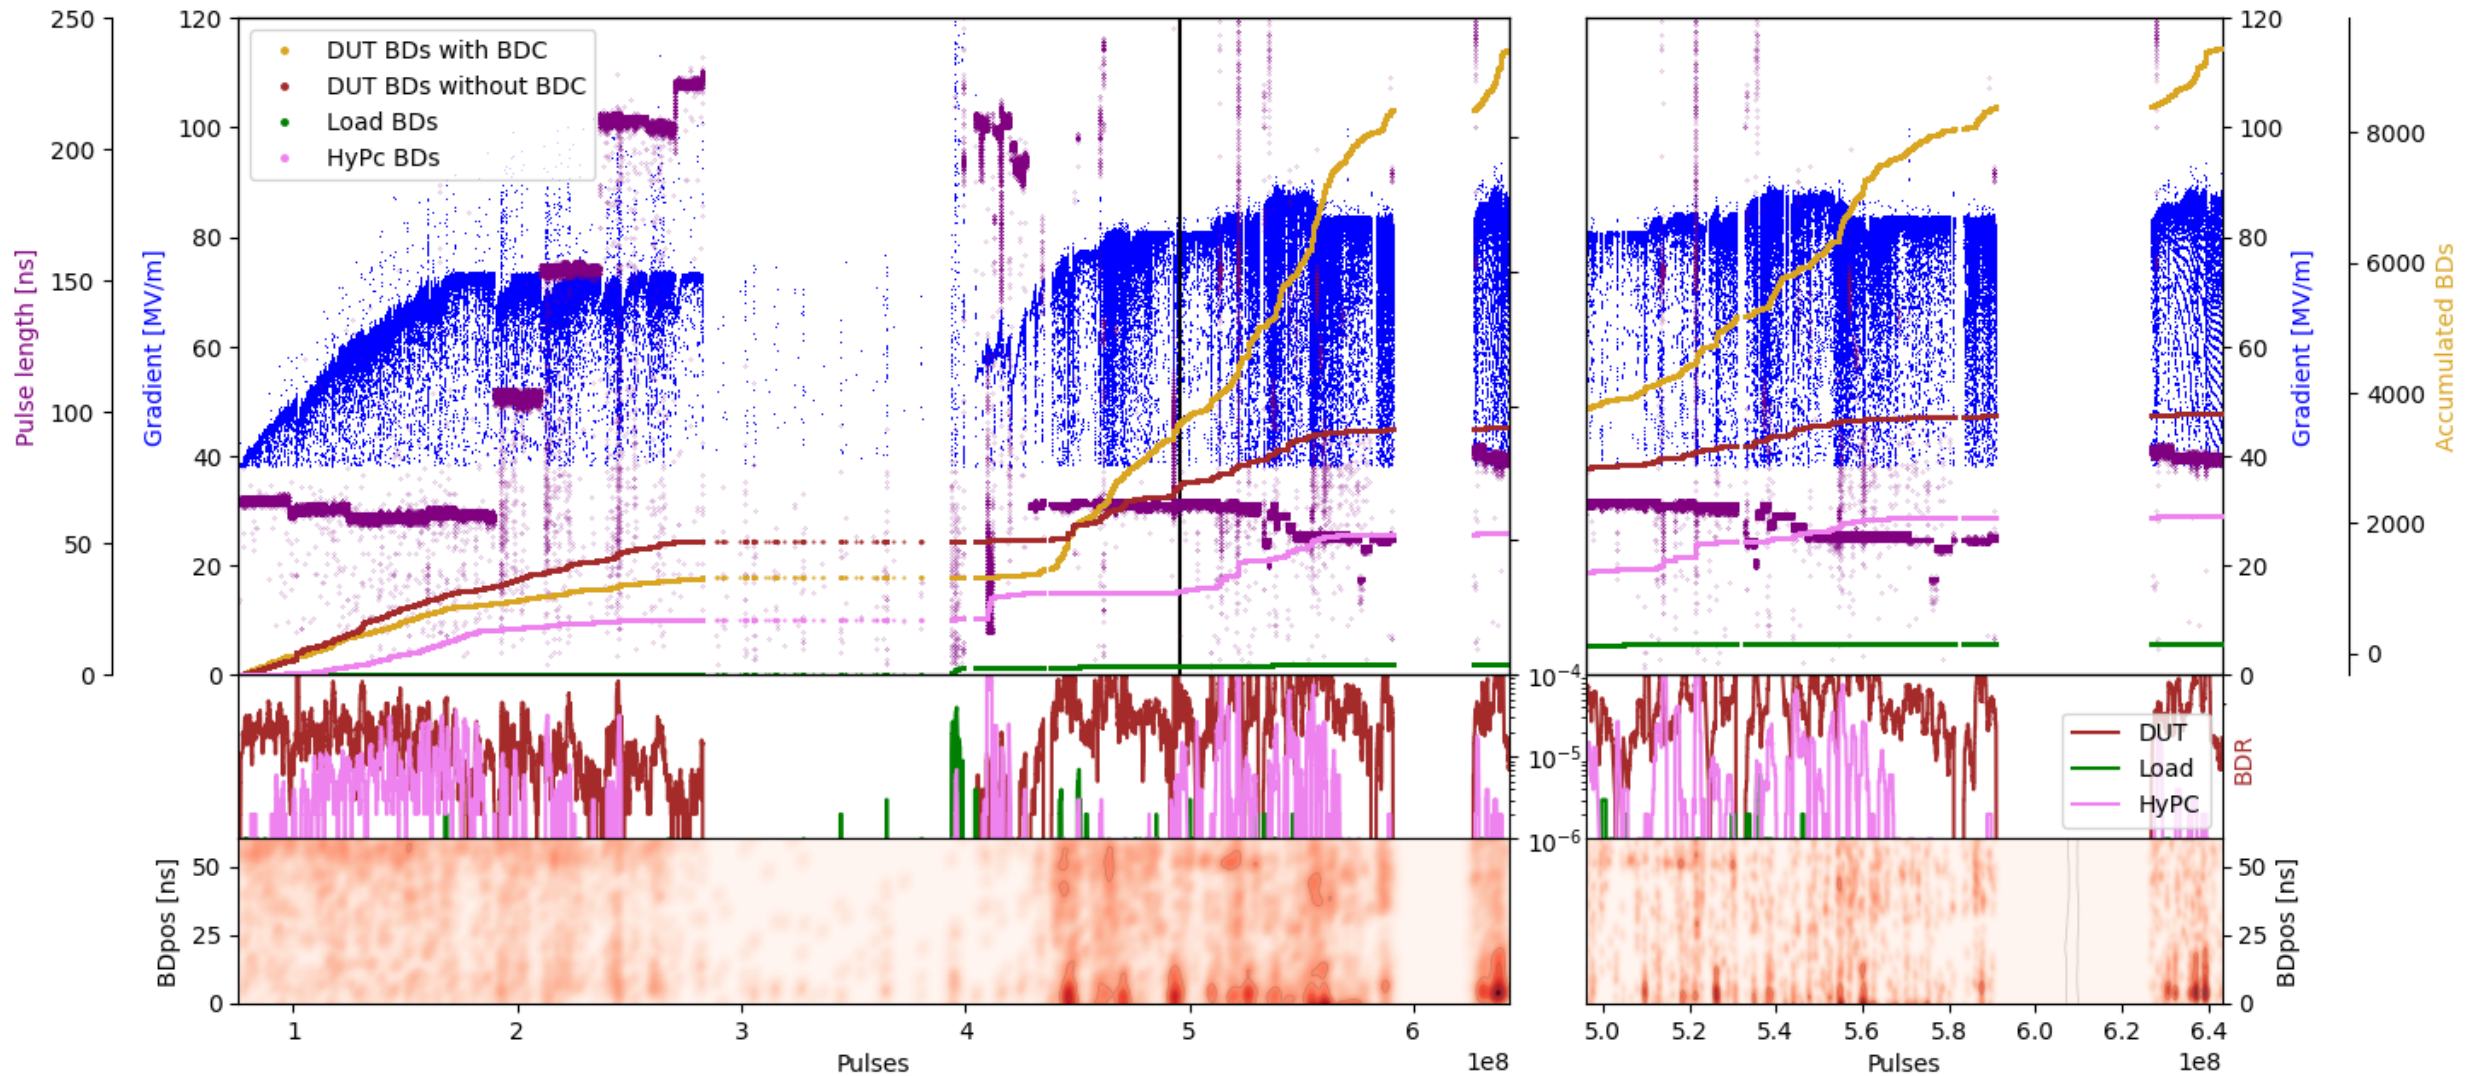 250
200
150
100
50
0
Pulse length [ns]
120
100
80
60
40
20
0
Gradient [MV/m]
DUT BDs with BDC
DUT BDs without BDC
Load BDs
HyPc BDs
120
100
80
60
40
20
0
Gradient [MV/m]
8000
6000
4000
2000
0
Accumulated BDs
10⁻⁴
10⁻⁵
10⁻⁶
DUT
Load
HyPC
BDR
50
25
0
BDpos [ns]
50
25
0
BDpos [ns]
1 2 3 4 5 6
Pulses
1e8
5.0 5.2 5.4 5.6 5.8 6.0 6.2 6.4
Pulses
1e8